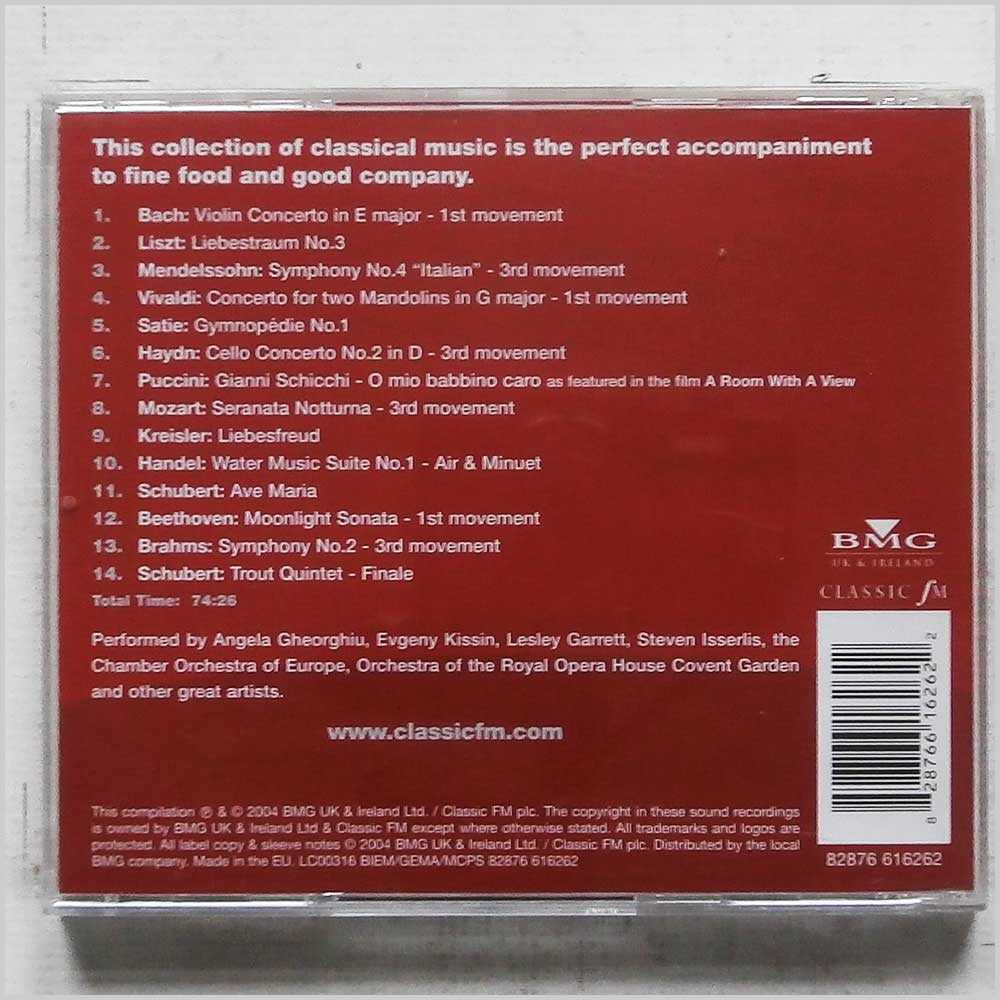 This collection of classical music is the perfect accompaniment
to fine food and good company.
1. Bach: Violin Concerto in E major - 1st movement
2. Liszt: Liebestraum No.3
3. Mendelssohn: Symphony No.4 “Italian” - 3rd movement
4. Vivaldi: Concerto for two Mandolins in G major - 1st movement
5. Satie: Gymnopédie No.1
6. Haydn: Cello Concerto No.2 in D - 3rd movement
7. Puccini: Gianni Schicchi - O mio babbino caro as featured in the film A Room With A View
8. Mozart: Seranata Notturna - 3rd movement
9. Kreisler: Liebesfreud
10. Handel: Water Music Suite No.1 - Air & Minuet
11. Schubert: Ave Maria
12. Beethoven: Moonlight Sonata - 1st movement
13. Brahms: Symphony No.2 - 3rd movement
14. Schubert: Trout Quintet - Finale
Total Time: 74:26
Performed by Angela Gheorghiu, Evgeny Kissin, Lesley Garrett, Steven Isserlis, the
Chamber Orchestra of Europe, Orchestra of the Royal Opera House Covent Garden
and other great artists.
www.classicfm.com
This compilation ℗ & © 2004 BMG UK & Ireland Ltd. / Classic FM plc. The copyright in these sound recordings
is owned by BMG UK & Ireland Ltd & Classic FM except where otherwise stated. All trademarks and logos are
protected. All label copy & sleeve notes © 2004 BMG UK & Ireland Ltd. / Classic FM plc. Distributed by the local
BMG company. Made in the EU. LC00316 BIEM/GEMA/MCPS 82876 616262
BMG
UK & IRELAND
CLASSIC fM
8 28766 16262 2
82876 616262